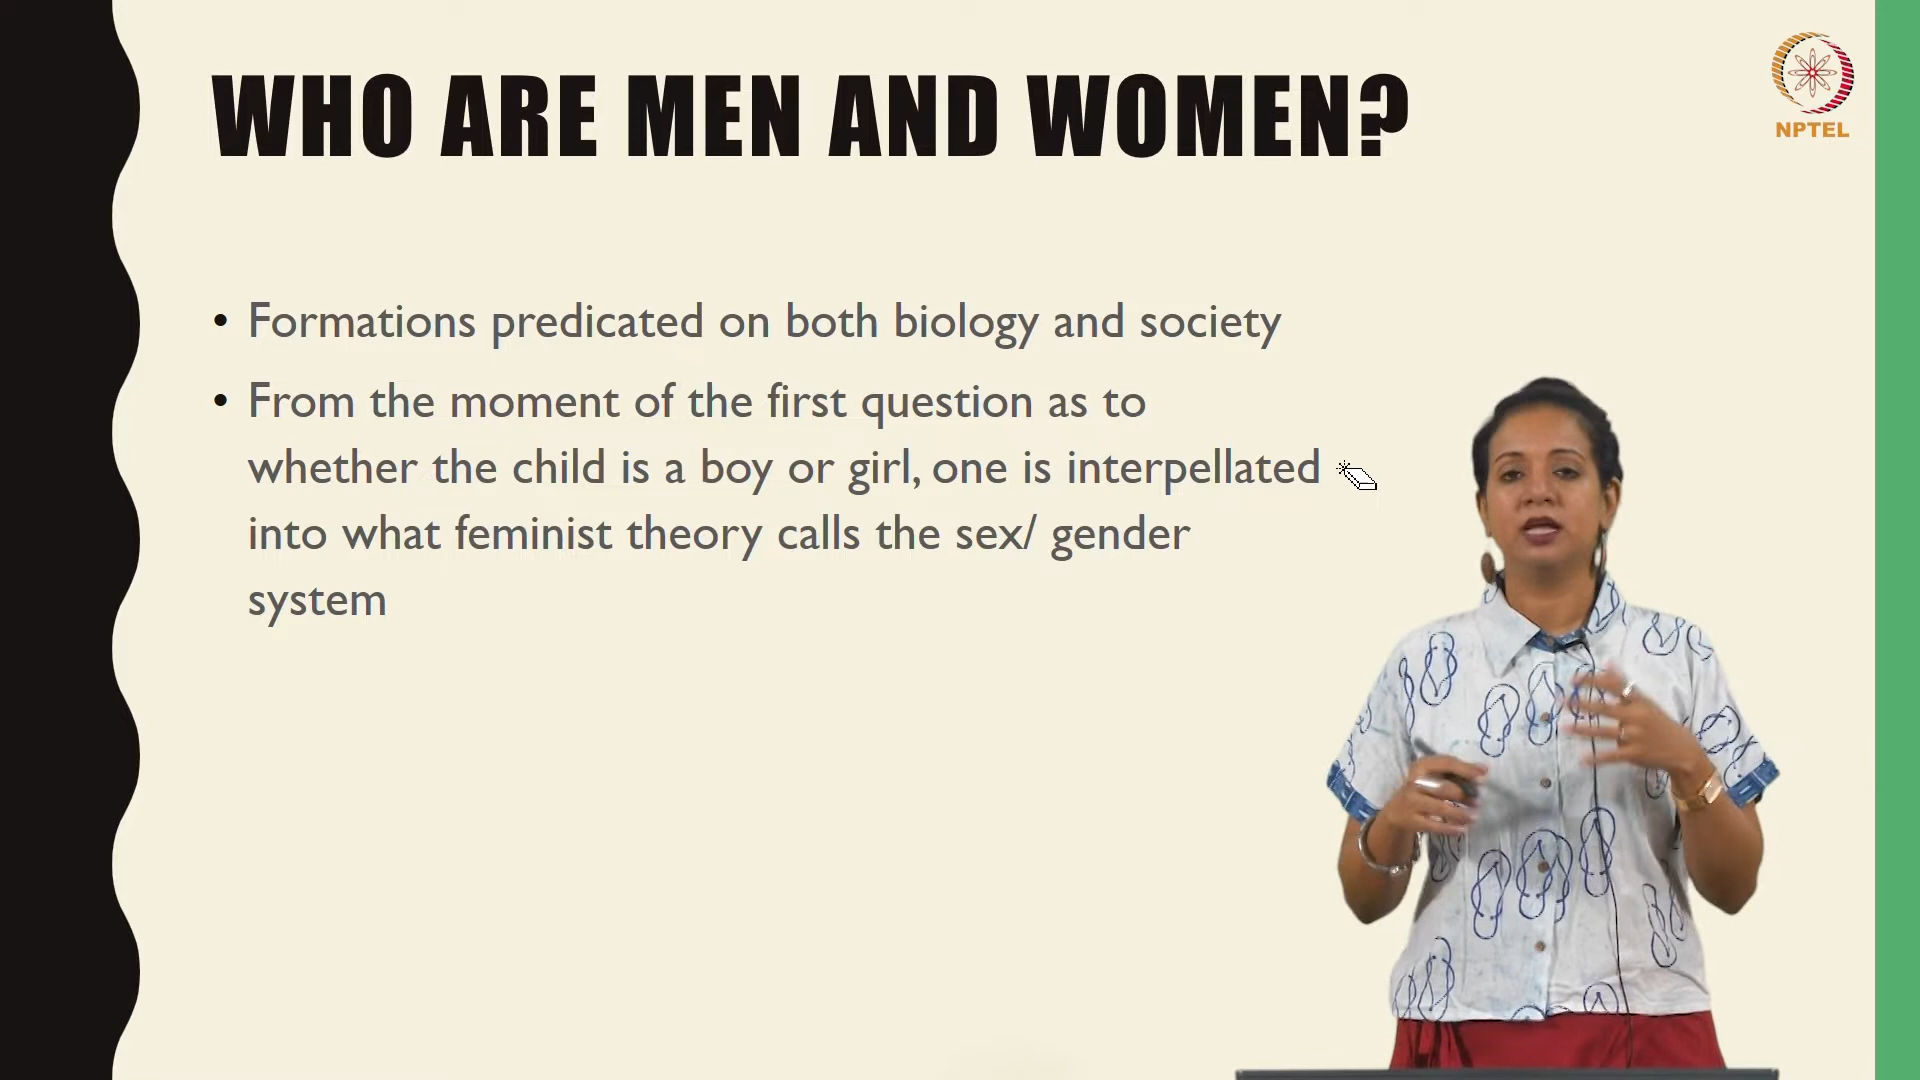 WHO ARE MEN AND WOMEN?
NPTEL
• Formations predicated on both biology and society
• From the moment of the first question as to
whether the child is a boy or girl, one is interpellated
into what feminist theory calls the sex/ gender
system